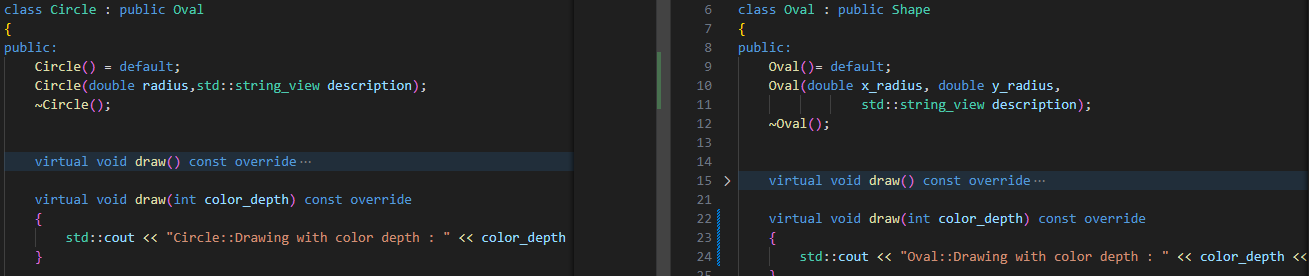 class Circle : public Oval
{
public:
    Circle() = default;
    Circle(double radius,std::string_view description);
    ~Circle();
    virtual void draw() const override ···
    virtual void draw(int color_depth) const override
    {
        std::cout << "Circle::Drawing with color depth : " << color_depth
    }
6 class Oval : public Shape
7 {
8 public:
9     Oval()= default;
10     Oval(double x_radius, double y_radius,
11                 std::string_view description);
12     ~Oval();
13
14
15 >     virtual void draw() const override ···
21
22     virtual void draw(int color_depth) const override
23     {
24         std::cout << "Oval::Drawing with color depth : " << color_depth <<
25     }